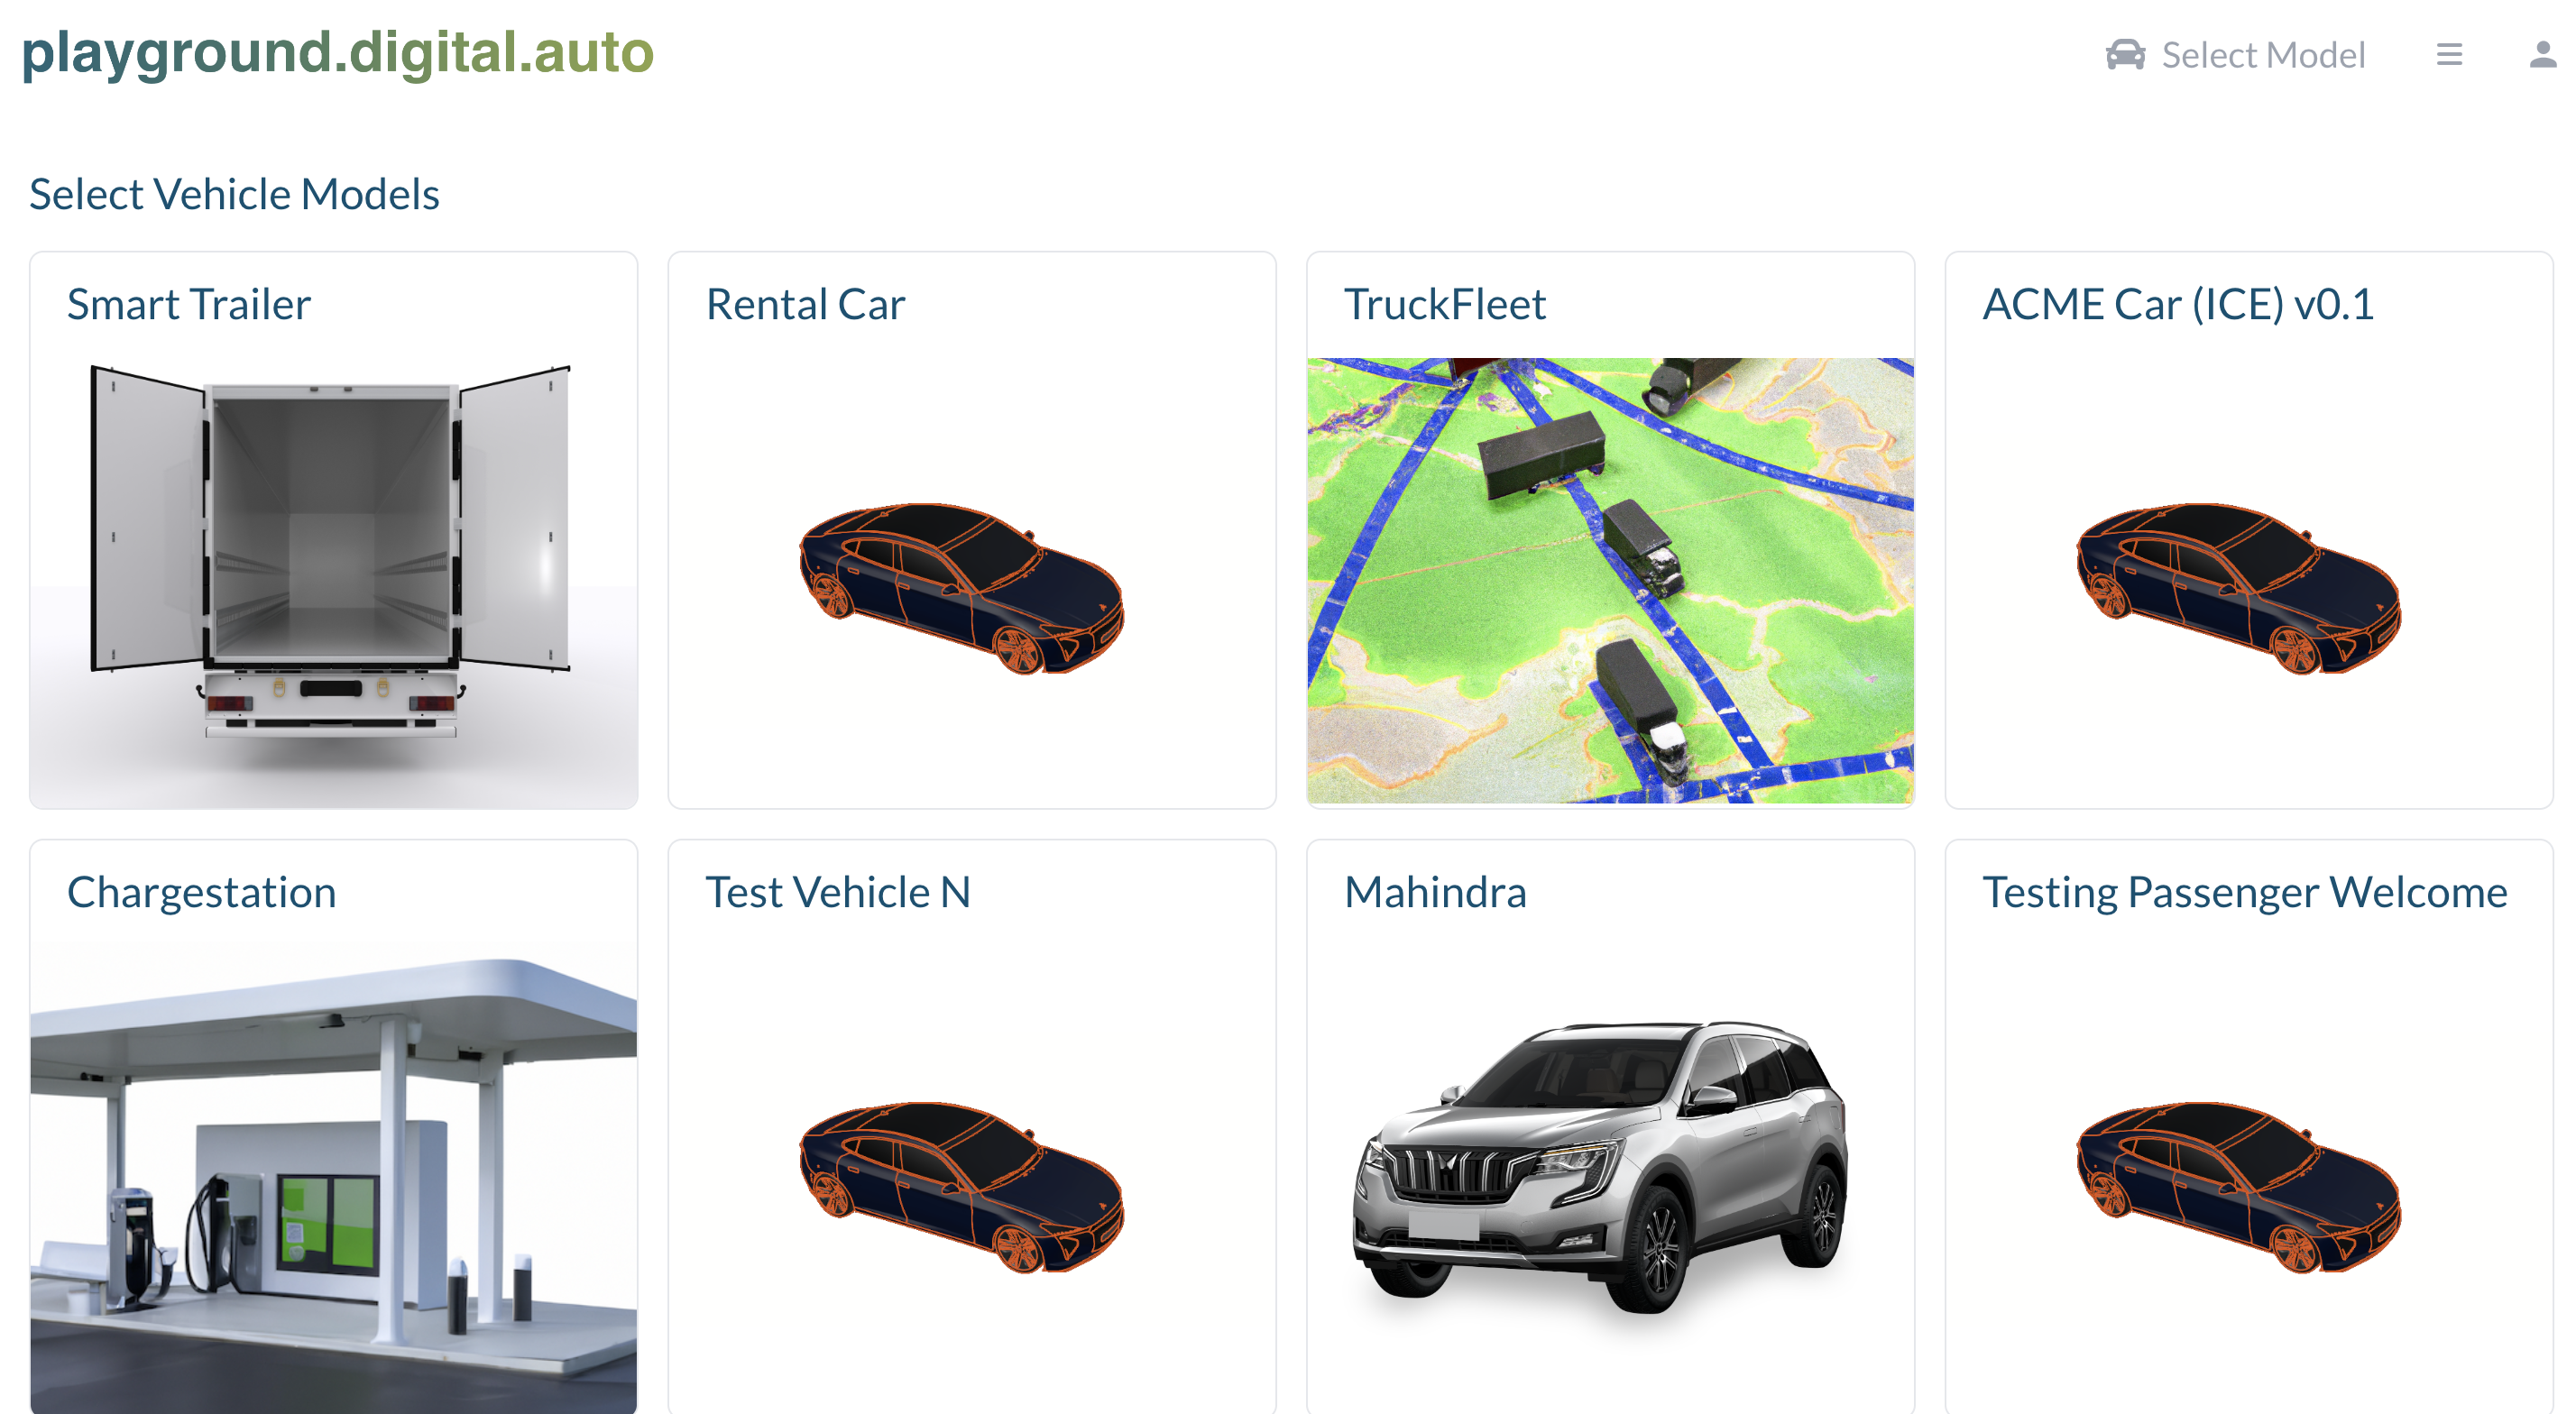 playground.digital.auto
Select Model
Select Vehicle Models
Smart Trailer
Rental Car
TruckFleet
ACME Car (ICE) v0.1
Chargestation
Test Vehicle N
Mahindra
Testing Passenger Welcome